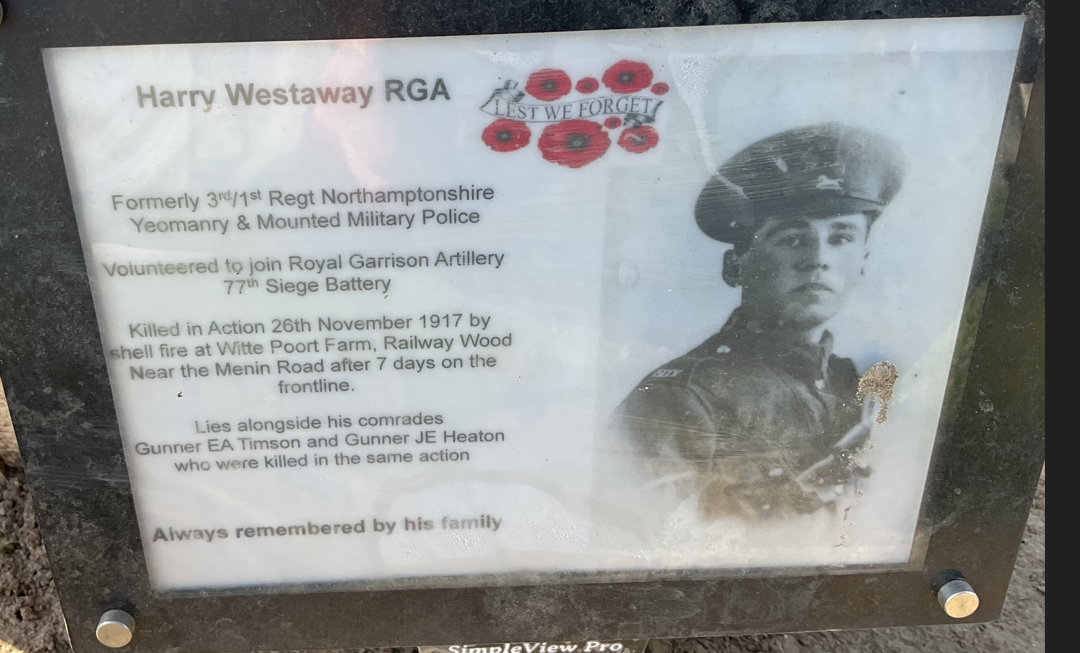 Harry Westaway RGA
LEST WE FORGET
Formerly 3rd/1st Regt Northamptonshire
Yeomanry & Mounted Military Police
Volunteered to join Royal Garrison Artillery
77th Siege Battery
Killed in Action 26th November 1917 by
shell fire at Witte Poort Farm, Railway Wood
Near the Menin Road after 7 days on the
frontline.
Lies alongside his comrades
Gunner EA Timson and Gunner JE Heaton
who were killed in the same action
Always remembered by his family
SimpleView.Pro